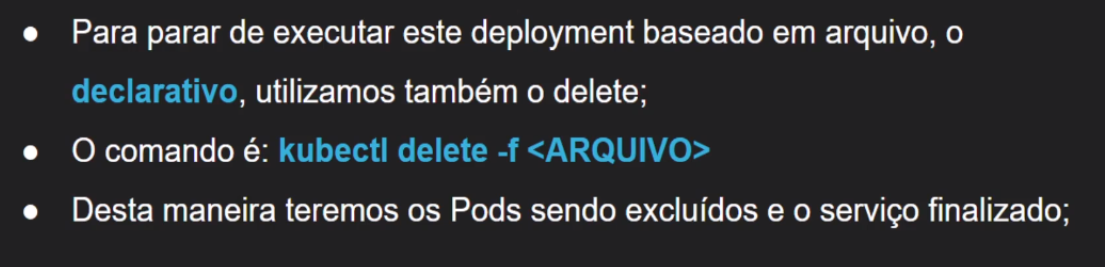 ● Para parar de executar este deployment baseado em arquivo, o
declarativo, utilizamos também o delete;
● O comando é: kubectl delete -f <ARQUIVO>
● Desta maneira teremos os Pods sendo excluídos e o serviço finalizado;